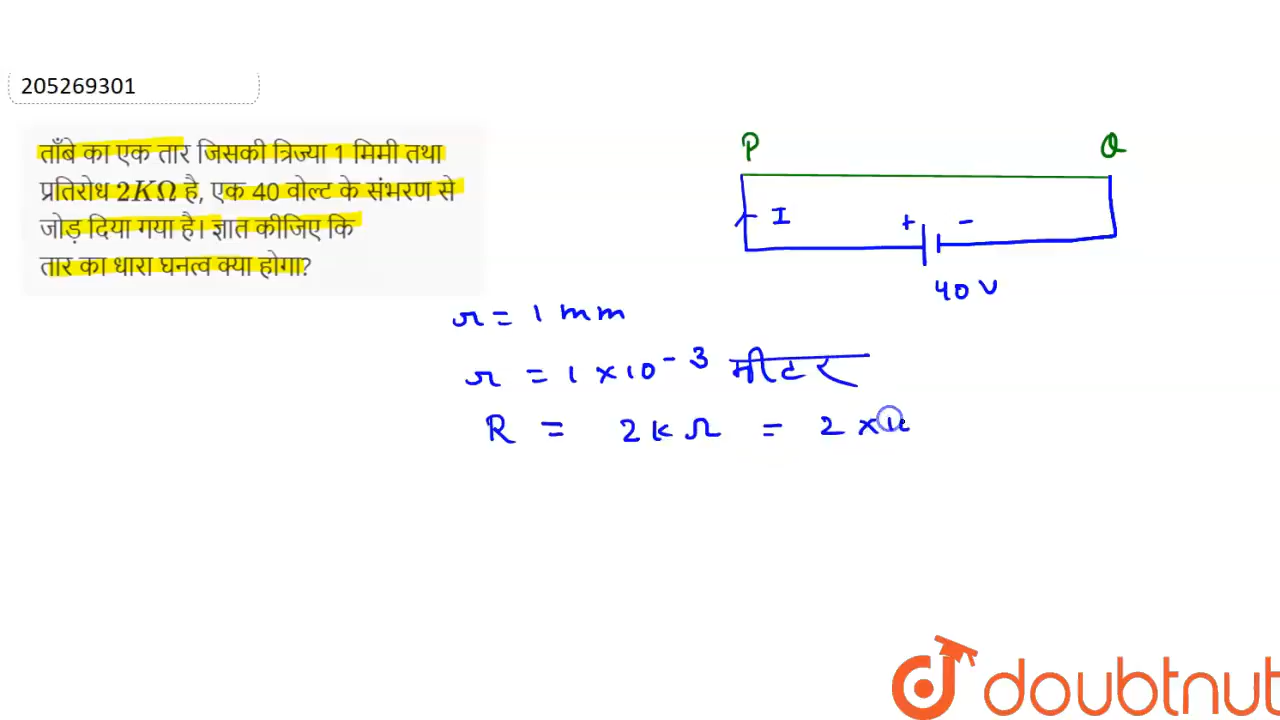 205269301
ताँबे का एक तार जिसकी त्रिज्या 1 मिमी तथा
प्रतिरोध 2KΩ है, एक 40 वोल्ट के संभरण से
जोड़ दिया गया है। ज्ञात कीजिए कि
तार का धारा घनत्व क्या होगा?
P Q
I + -
40 V
r = 1 mm
r = 1 × 10⁻³ मीटर
R = 2 k Ω = 2 ×
doubtnut